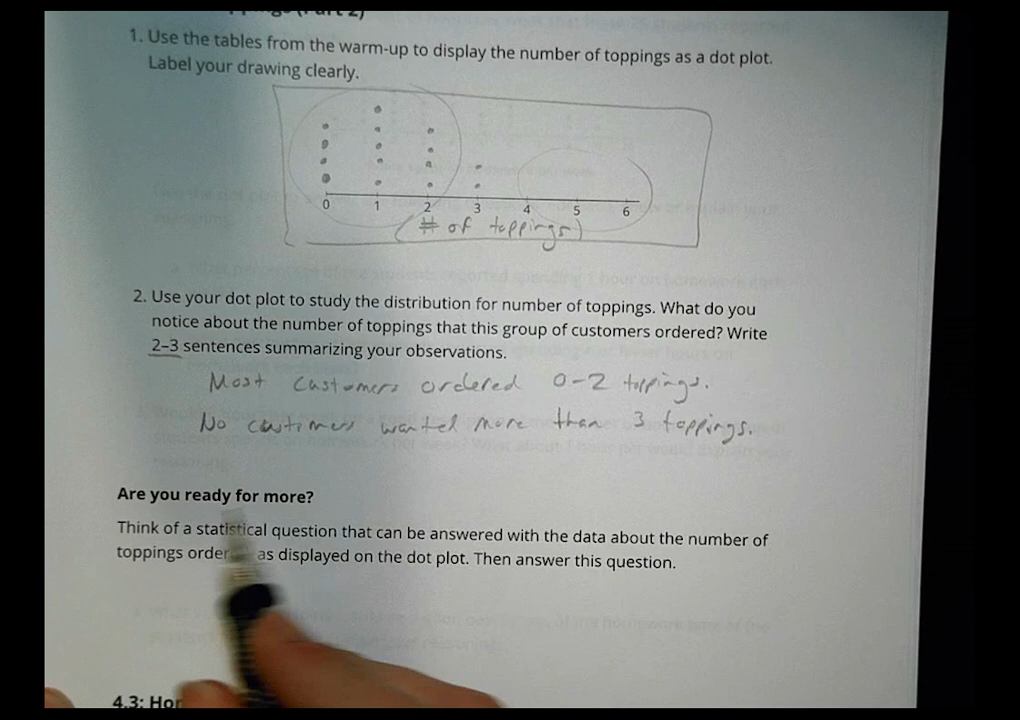 1. Use the tables from the warm-up to display the number of toppings as a dot plot.
Label your drawing clearly.
0 1 2 3 4 5 6
(# of toppings)
2. Use your dot plot to study the distribution for number of toppings. What do you
notice about the number of toppings that this group of customers ordered? Write
2–3 sentences summarizing your observations.
Most customers ordered 0-2 toppings.
No customers wanted more than 3 toppings.
Are you ready for more?
Think of a statistical question that can be answered with the data about the number of
toppings as displayed on the dot plot. Then answer this question.
4.3: